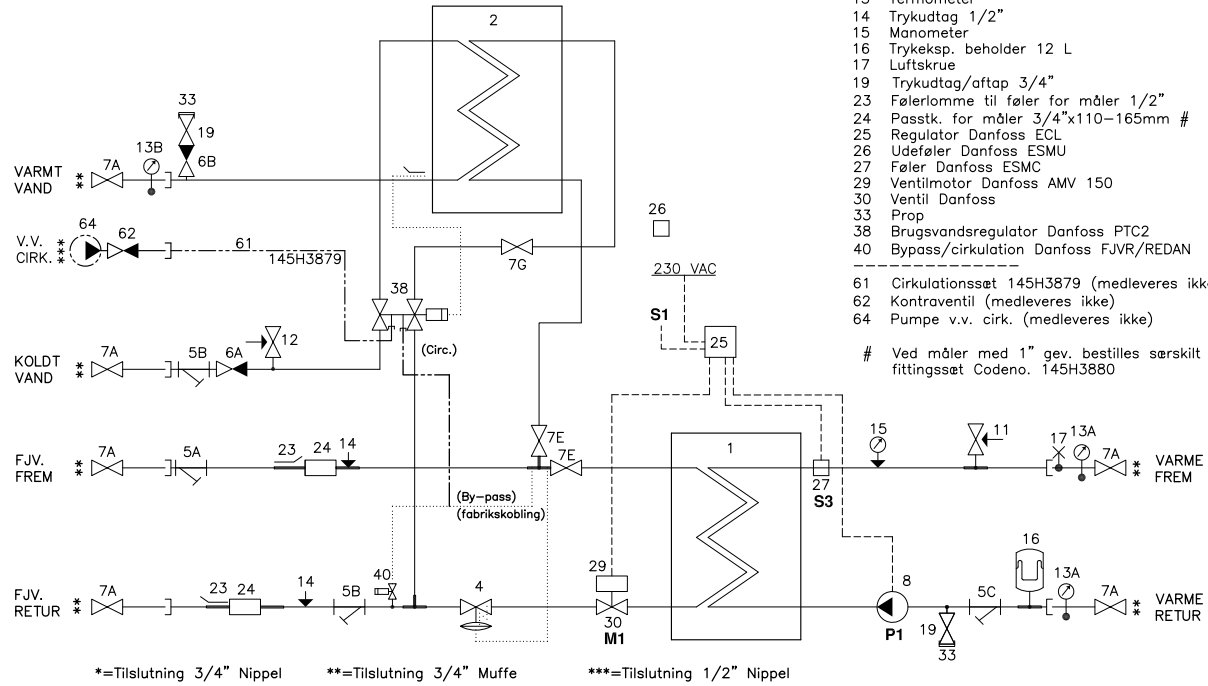 13 Termometer
14 Trykudtag 1/2”
15 Manometer
16 Trykeksp. beholder 12 L
17 Luftskrue
19 Trykudtag/aftap 3/4”
23 Følerlomme til føler for måler 1/2”
24 Passtk. for måler 3/4”x110-165mm #
25 Regulator Danfoss ECL
26 Udeføler Danfoss ESMU
27 Føler Danfoss ESMC
29 Ventilmotor Danfoss AMV 150
30 Ventil Danfoss
33 Prop
38 Brugsvandsregulator Danfoss PTC2
40 Bypass/cirkulation Danfoss FJVR/REDAN
61 Cirkulationssæt 145H3879 (medleveres ikk
62 Kontraventil (medleveres ikke)
64 Pumpe v.v. cirk. (medleveres ikke)
# Ved måler med 1” gev. bestilles særskilt
fittingssæt Codeno. 145H3880
2
33
19
13B
6B
7A
VARMT
VAND
**
64
62
V.V.
CIRK.
***
61
145H3879
7G
26
230 VAC
S1
25
38
(Circ.)
12
7A
5B
6A
KOLDT
VAND
**
7E
7E
7A
5A
23
24
14
FJV.
FREM
**
1
27
S3
15
11
17
13A
7A
**
VARME
FREM
(By-pass)
(fabrikskobling)
40
4
29
30
M1
7A
23
24
14
5B
FJV.
RETUR
**
8
P1
19
33
5C
16
13A
7A
**
VARME
RETUR
*=Tilslutning 3/4” Nippel
**=Tilslutning 3/4” Muffe
***=Tilslutning 1/2” Nippel